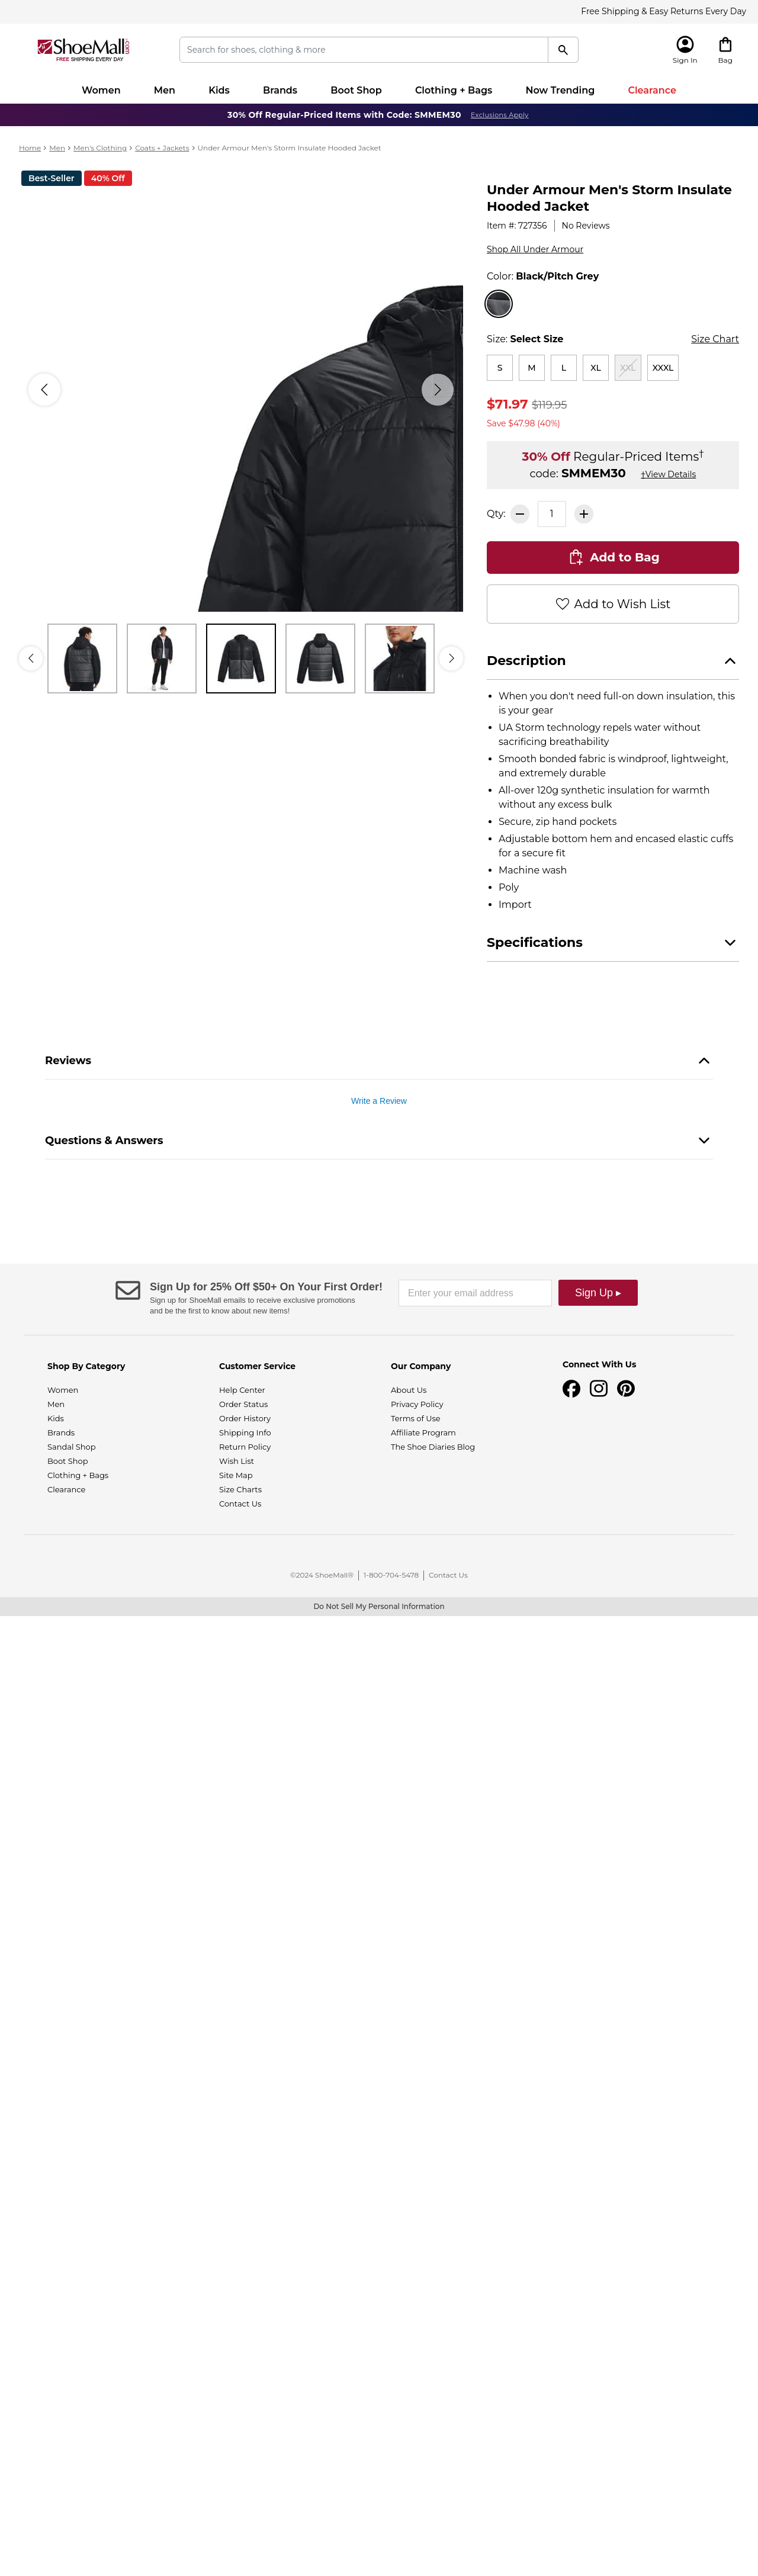 Free Shipping & Easy Returns Every Day
ShoeMall.com
FREE SHIPPING EVERY DAY
Search for shoes, clothing & more
Sign In
Bag
Women
Men
Kids
Brands
Boot Shop
Clothing + Bags
Now Trending
Clearance
30% Off Regular-Priced Items with Code: SMMEM30 Exclusions Apply
Home > Men > Men's Clothing > Coats + Jackets > Under Armour Men's Storm Insulate Hooded Jacket
Best-Seller
40% Off
Under Armour Men's Storm Insulate
Hooded Jacket
Item #: 727356 | No Reviews
Shop All Under Armour
Color: Black/Pitch Grey
Size: Select Size
Size Chart
S
M
L
XL
XXL
XXXL
$71.97 $119.95
Save $47.98 (40%)
30% Off Regular-Priced Items†
code: SMMEM30 †View Details
Qty: 1
Add to Bag
Add to Wish List
Description
• When you don't need full-on down insulation, this
is your gear
• UA Storm technology repels water without
sacrificing breathability
• Smooth bonded fabric is windproof, lightweight,
and extremely durable
• All-over 120g synthetic insulation for warmth
without any excess bulk
• Secure, zip hand pockets
• Adjustable bottom hem and encased elastic cuffs
for a secure fit
• Machine wash
• Poly
• Import
Specifications
Reviews
Write a Review
Questions & Answers
Sign Up for 25% Off $50+ On Your First Order!
Sign up for ShoeMall emails to receive exclusive promotions
and be the first to know about new items!
Enter your email address
Sign Up ▸
Shop By Category
Women
Men
Kids
Brands
Sandal Shop
Boot Shop
Clothing + Bags
Clearance
Customer Service
Help Center
Order Status
Order History
Shipping Info
Return Policy
Wish List
Site Map
Size Charts
Contact Us
Our Company
About Us
Privacy Policy
Terms of Use
Affiliate Program
The Shoe Diaries Blog
Connect With Us
©2024 ShoeMall® | 1-800-704-5478 | Contact Us
Do Not Sell My Personal Information